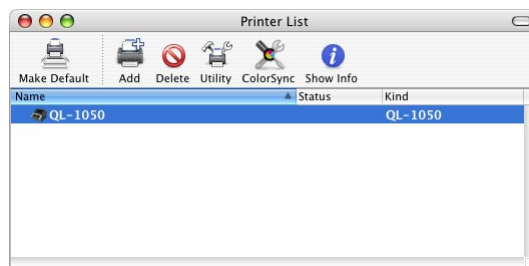 Printer List
Make Default Add Delete Utility ColorSync Show Info
Name Status Kind
QL-1050 QL-1050